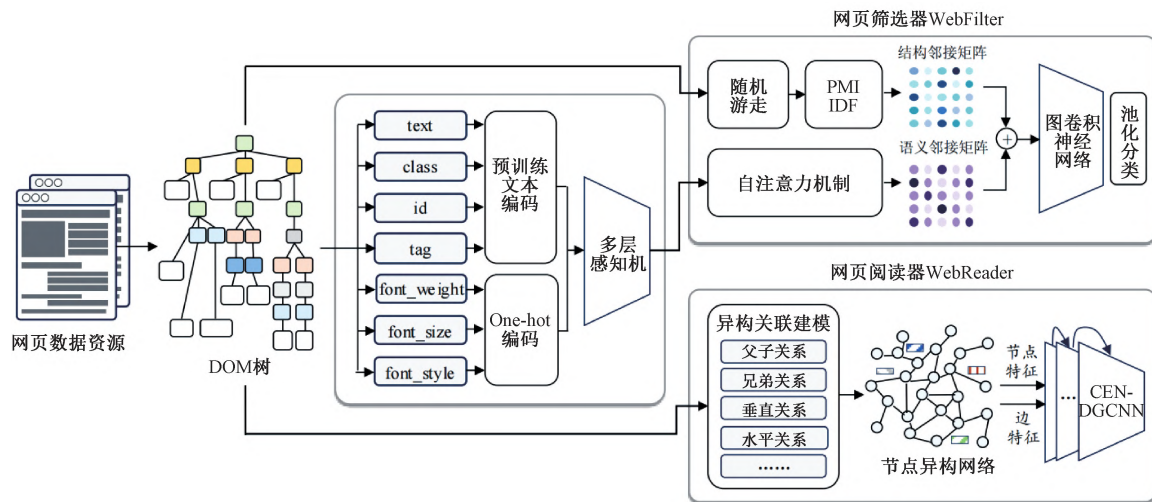 网页数据资源
DOM树
text
class
id
tag
font_weight
font_size
font_style
预训练
文本
编码
One-hot
编码
多层
感知机
网页筛选器WebFilter
随机
游走
PMI
IDF
结构邻接矩阵
语义邻接矩阵
自注意力机制
+
图卷积
神经
网络
池化分类
网页阅读器WebReader
异构关联建模
父子关系
兄弟关系
垂直关系
水平关系
……
节点异构网络
节点
特征
边
特征
...
CEN-
DGCNN